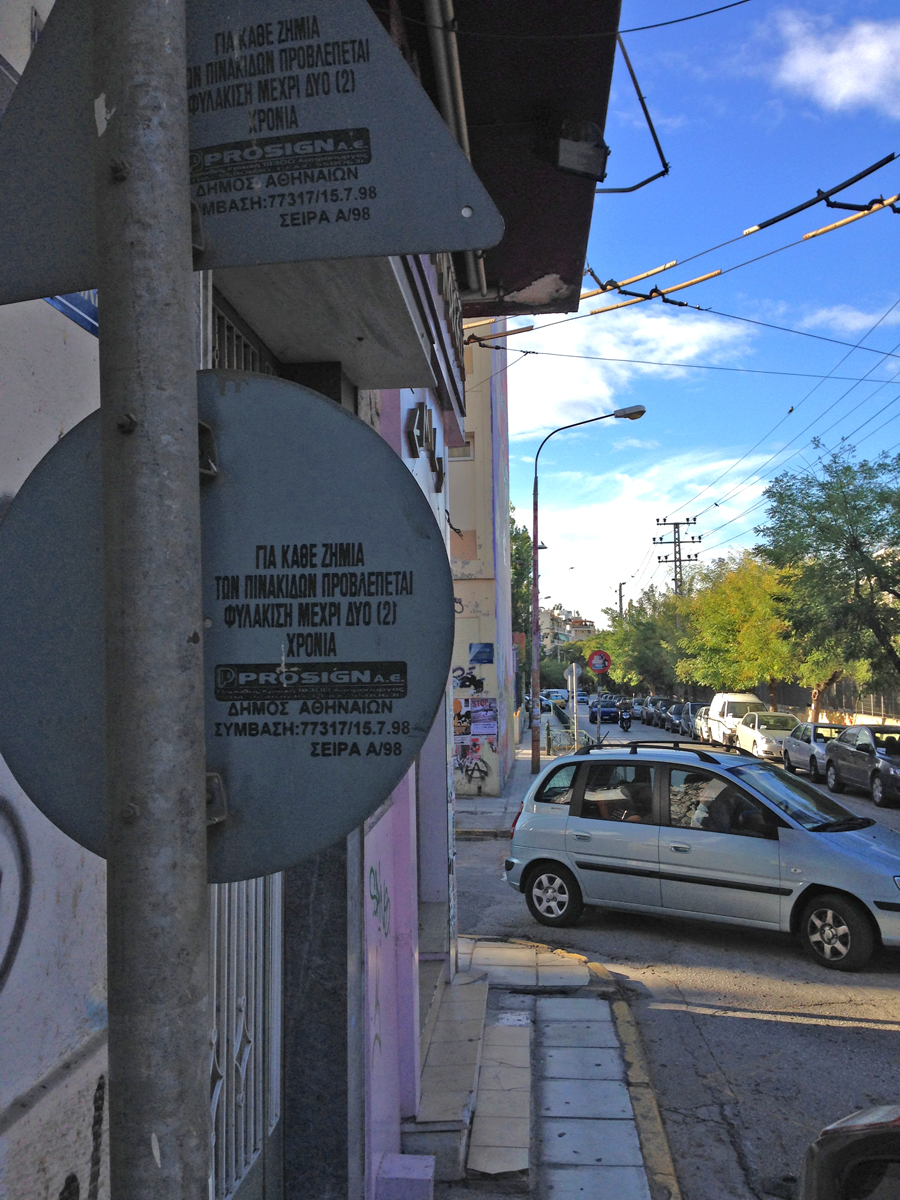 ΓΙΑ ΚΑΘΕ ΖΗΜΙΑ
ΩΝ ΠΙΝΑΚΙΔΩΝ ΠΡΟΒΛΕΠΕΤΑΙ
ΦΥΛΑΚΙΣΗ ΜΕΧΡΙ ΔΥΟ (2)
ΧΡΟΝΙΑ
PROSIGN Α.Ε.
ΔΗΜΟΣ ΑΘΗΝΑΙΩΝ
ΜΒΑΣΗ:77317/15.7.98
ΣΕΙΡΑ Α/98
ΓΙΑ ΚΑΘΕ ΖΗΜΙΑ
ΤΩΝ ΠΙΝΑΚΙΔΩΝ ΠΡΟΒΛΕΠΕΤΑΙ
ΦΥΛΑΚΙΣΗ ΜΕΧΡΙ ΔΥΟ (2)
ΧΡΟΝΙΑ
PROSIGN Α.Ε.
ΔΗΜΟΣ ΑΘΗΝΑΙΩΝ
ΣΥΜΒΑΣΗ:77317/15.7.98
ΣΕΙΡΑ Α/98